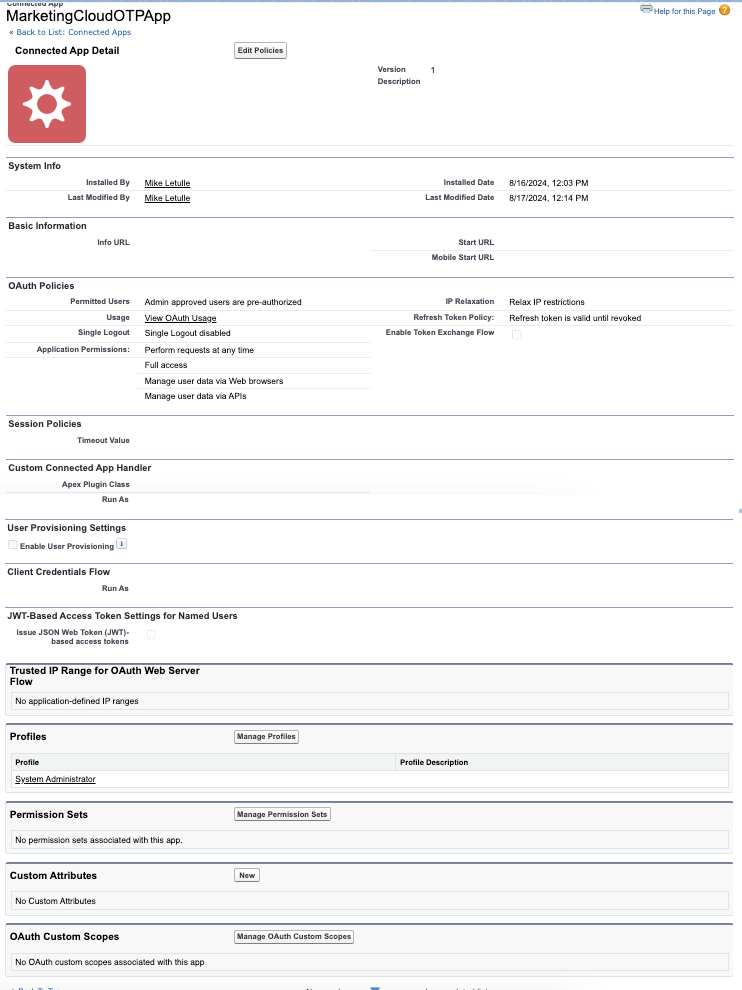 Connected App
MarketingCloudOTPApp
Help for this Page
« Back to List: Connected Apps
Connected App Detail
Edit Policies
Version 1
Description
System Info
Installed By Mike Letulle Installed Date 8/16/2024, 12:03 PM
Last Modified By Mike Letulle Last Modified Date 8/17/2024, 12:14 PM
Basic Information
Info URL Start URL
Mobile Start URL
OAuth Policies
Permitted Users Admin approved users are pre-authorized IP Relaxation Relax IP restrictions
Usage View OAuth Usage Refresh Token Policy: Refresh token is valid until revoked
Single Logout Single Logout disabled Enable Token Exchange Flow
Application Permissions: Perform requests at any time
Full access
Manage user data via Web browsers
Manage user data via APIs
Session Policies
Timeout Value
Custom Connected App Handler
Apex Plugin Class
Run As
User Provisioning Settings
Enable User Provisioning i
Client Credentials Flow
Run As
JWT-Based Access Token Settings for Named Users
Issue JSON Web Token (JWT)-
based access tokens
Trusted IP Range for OAuth Web Server
Flow
No application-defined IP ranges
Profiles Manage Profiles
Profile Profile Description
System Administrator
Permission Sets Manage Permission Sets
No permission sets associated with this app.
Custom Attributes New
No Custom Attributes
OAuth Custom Scopes Manage OAuth Custom Scopes
No OAuth custom scopes associated with this app